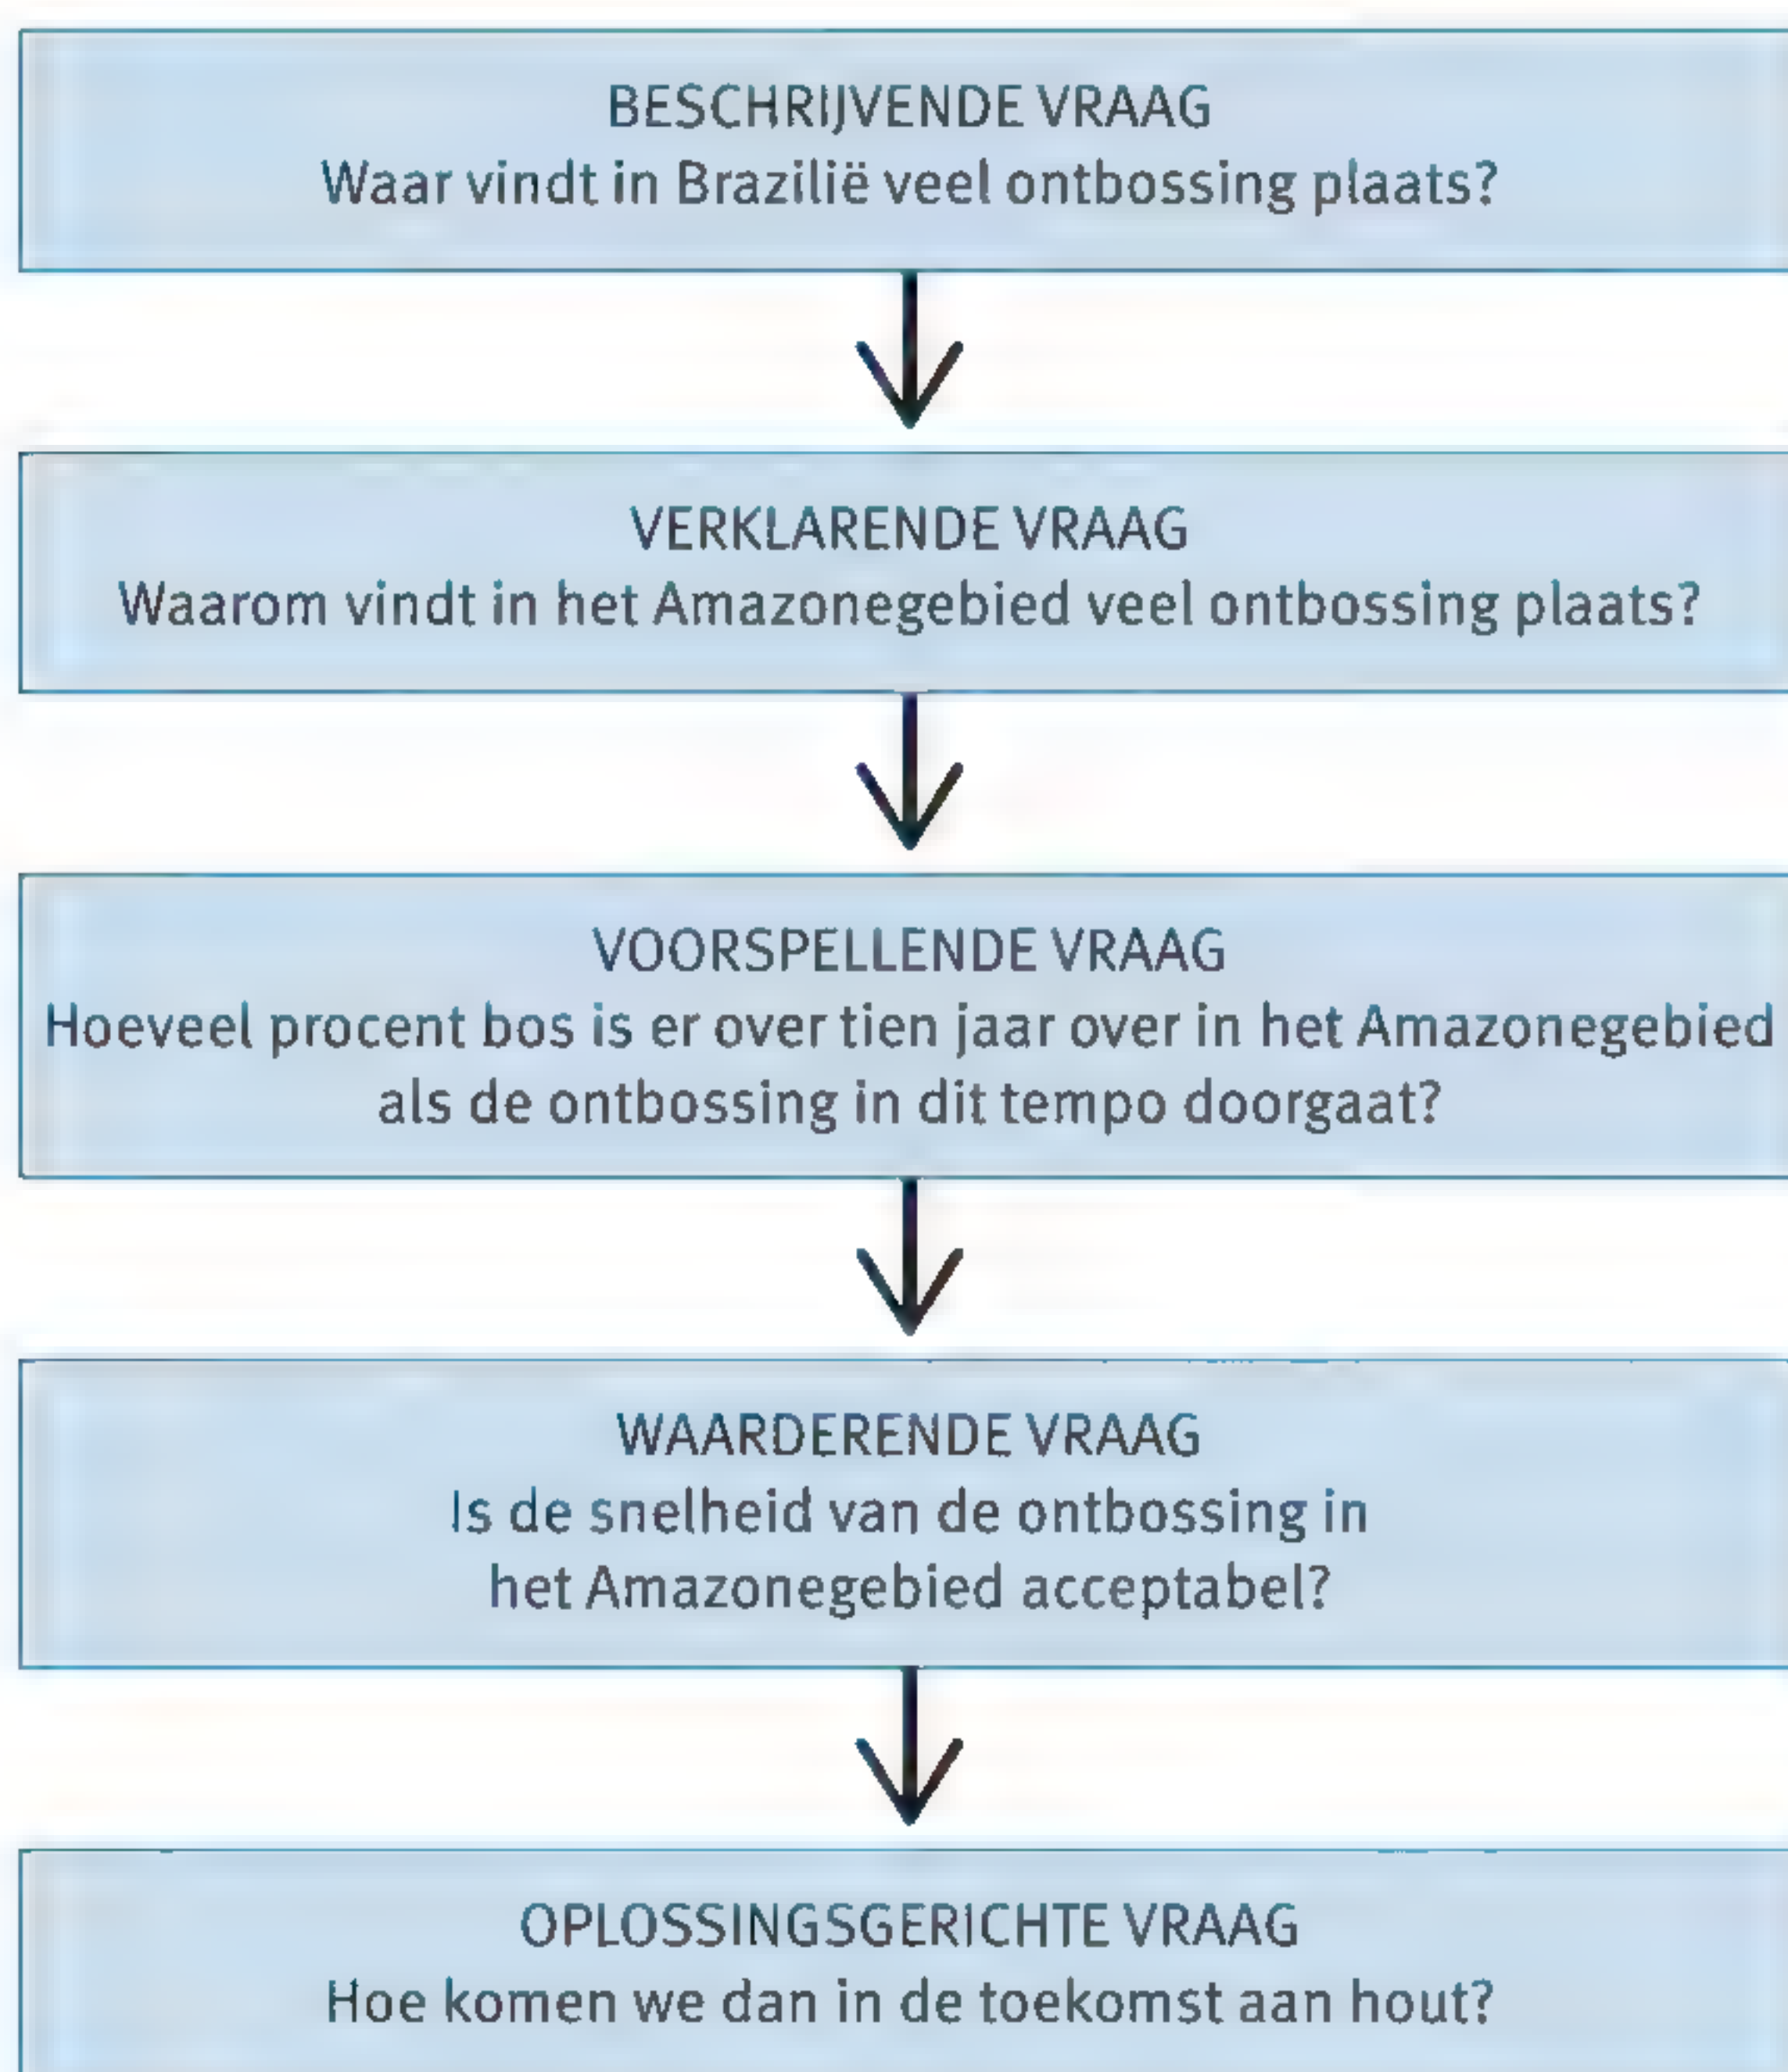 BESCHRIJVENDE VRAAG
Waar vindt in Brazilië veel ontbossing plaats?
VERKLARENDE VRAAG
Waarom vindt in het Amazonegebied veel ontbossing plaats?
VOORSPELLENDE VRAAG
Hoeveel procent bos is er over tien jaar over in het Amazonegebied
als de ontbossing in dit tempo doorgaat?
WAARDERENDE VRAAG
Is de snelheid van de ontbossing in
het Amazonegebied acceptabel?
OPLOSSINGSGERICHTE VRAAG
Hoe komen we dan in de toekomst aan hout?